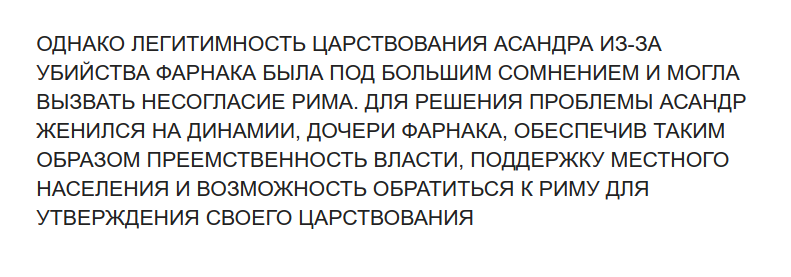 ОДНАКО ЛЕГИТИМНОСТЬ ЦАРСТВОВАНИЯ АСАНДРА ИЗ-ЗА
УБИЙСТВА ФАРНАКА БЫЛА ПОД БОЛЬШИМ СОМНЕНИЕМ И МОГЛА
ВЫЗВАТЬ НЕСОГЛАСИЕ РИМА. ДЛЯ РЕШЕНИЯ ПРОБЛЕМЫ АСАНДР
ЖЕНИЛСЯ НА ДИНАМИИ, ДОЧЕРИ ФАРНАКА, ОБЕСПЕЧИВ ТАКИМ
ОБРАЗОМ ПРЕЕМСТВЕННОСТЬ ВЛАСТИ, ПОДДЕРЖКУ МЕСТНОГО
НАСЕЛЕНИЯ И ВОЗМОЖНОСТЬ ОБРАТИТЬСЯ К РИМУ ДЛЯ
УТВЕРЖДЕНИЯ СВОЕГО ЦАРСТВОВАНИЯ